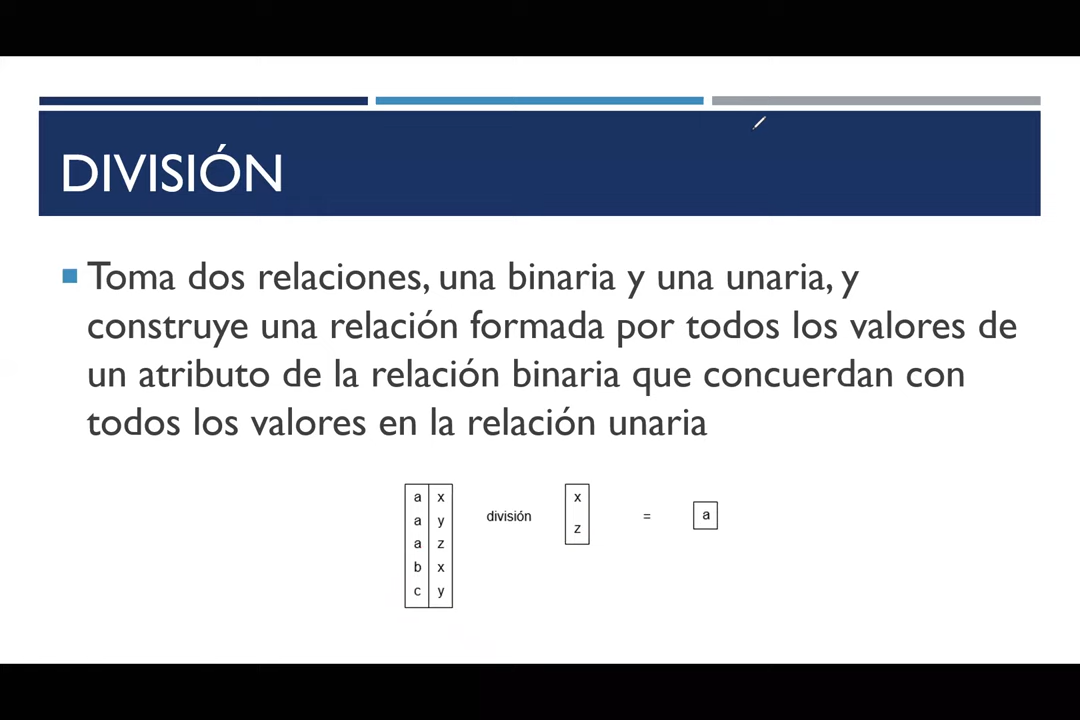 DIVISIÓN
Toma dos relaciones, una binaria y una unaria, y
construye una relación formada por todos los valores de
un atributo de la relación binaria que concuerdan con
todos los valores en la relación unaria
a x
a y
a z
b x
c y
división
x
z
=
a